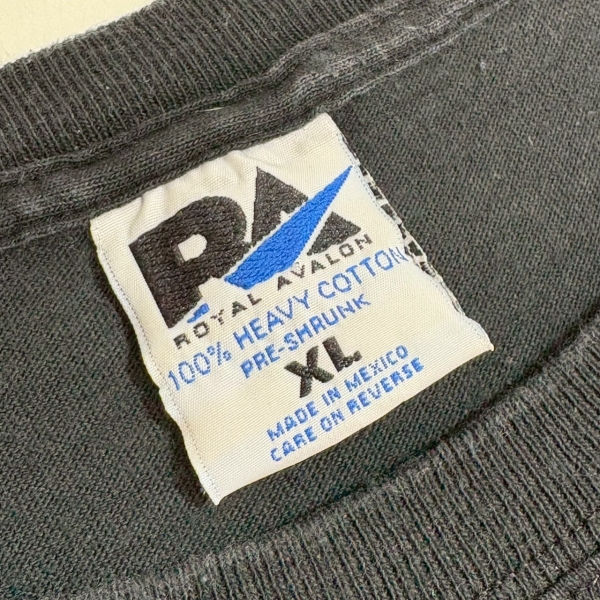 RA
ROYAL AVALON
100% HEAVY COTTON
PRE-SHRUNK
XL
MADE IN MEXICO
CARE ON REVERSE